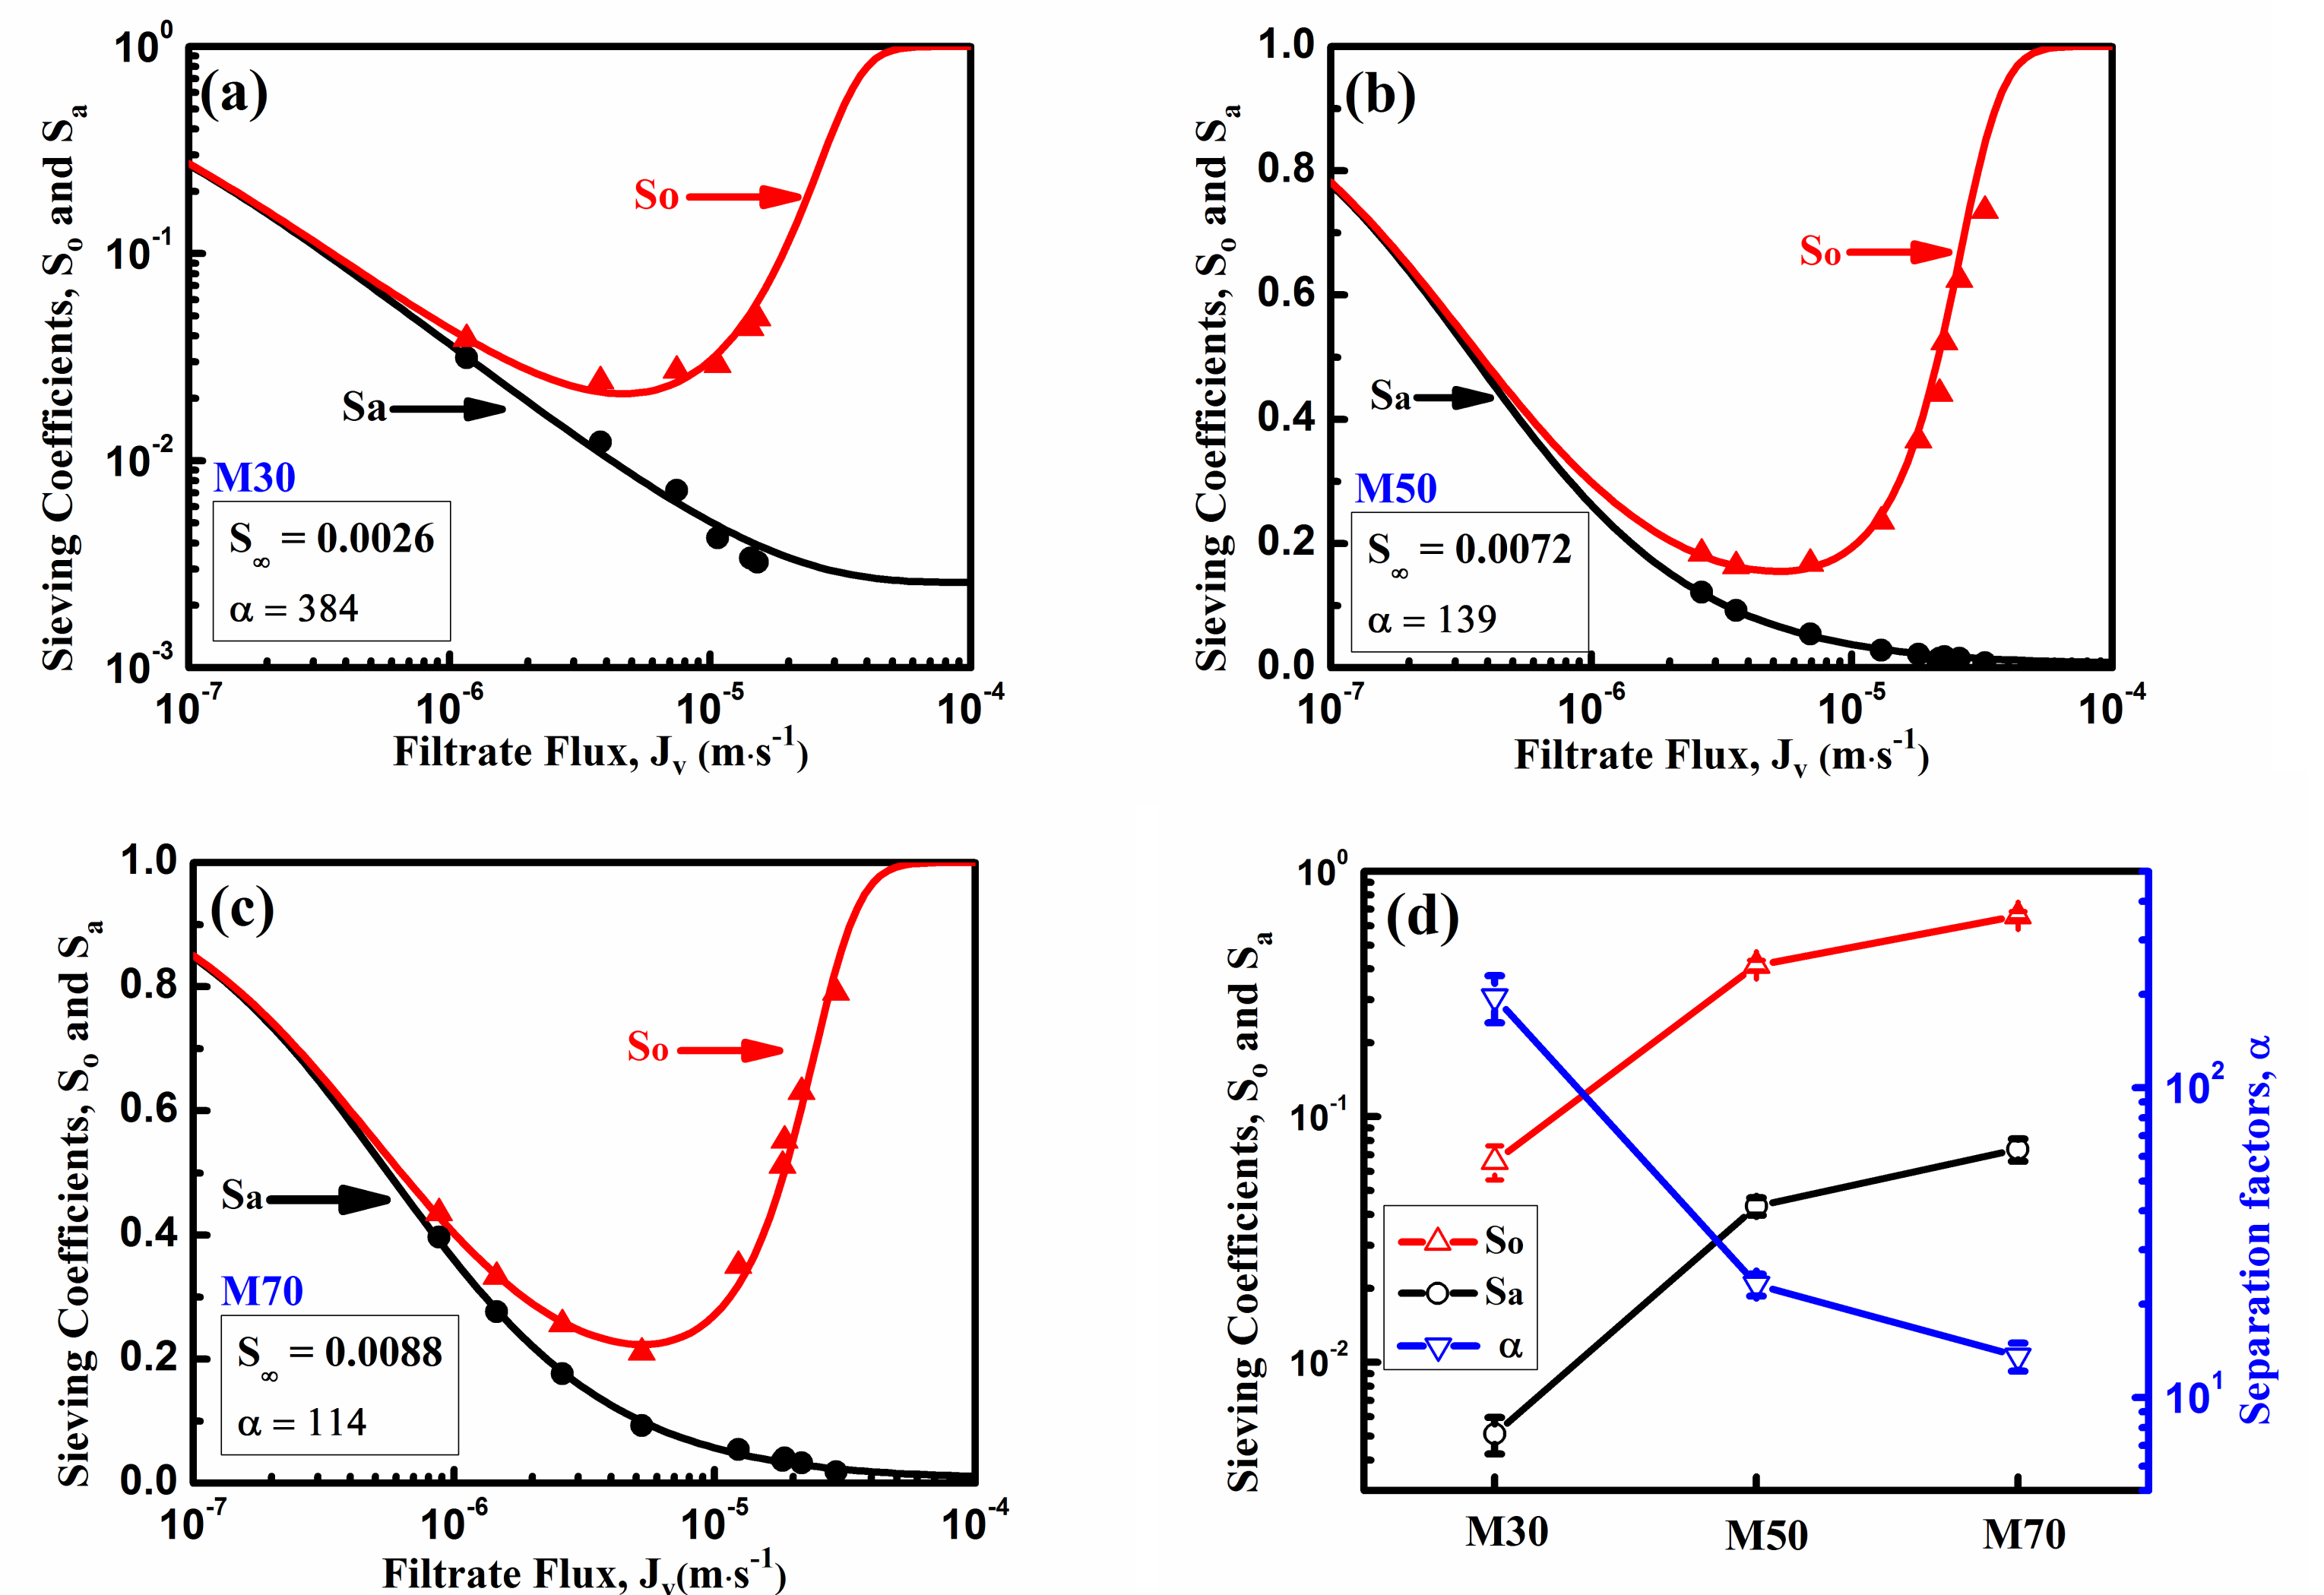 (a)
Sieving Coefficients, So and Sa
10^0
10^-1
10^-2
10^-3
So
Sa
M30
S∞ = 0.0026
α = 384
10^-7 10^-6 10^-5 10^-4
Filtrate Flux, Jv (m·s^-1)
(b)
Sieving Coefficients, So and Sa
1.0
0.8
0.6
0.4
0.2
0.0
So
Sa
M50
S∞ = 0.0072
α = 139
10^-7 10^-6 10^-5 10^-4
Filtrate Flux, Jv (m·s^-1)
(c)
Sieving Coefficients, So and Sa
1.0
0.8
0.6
0.4
0.2
0.0
So
Sa
M70
S∞ = 0.0088
α = 114
10^-7 10^-6 10^-5 10^-4
Filtrate Flux, Jv(m·s^-1)
(d)
Sieving Coefficients, So and Sa
10^0
10^-1
10^-2
So
Sa
α
10^2
10^1
Separation factors, α
M30 M50 M70